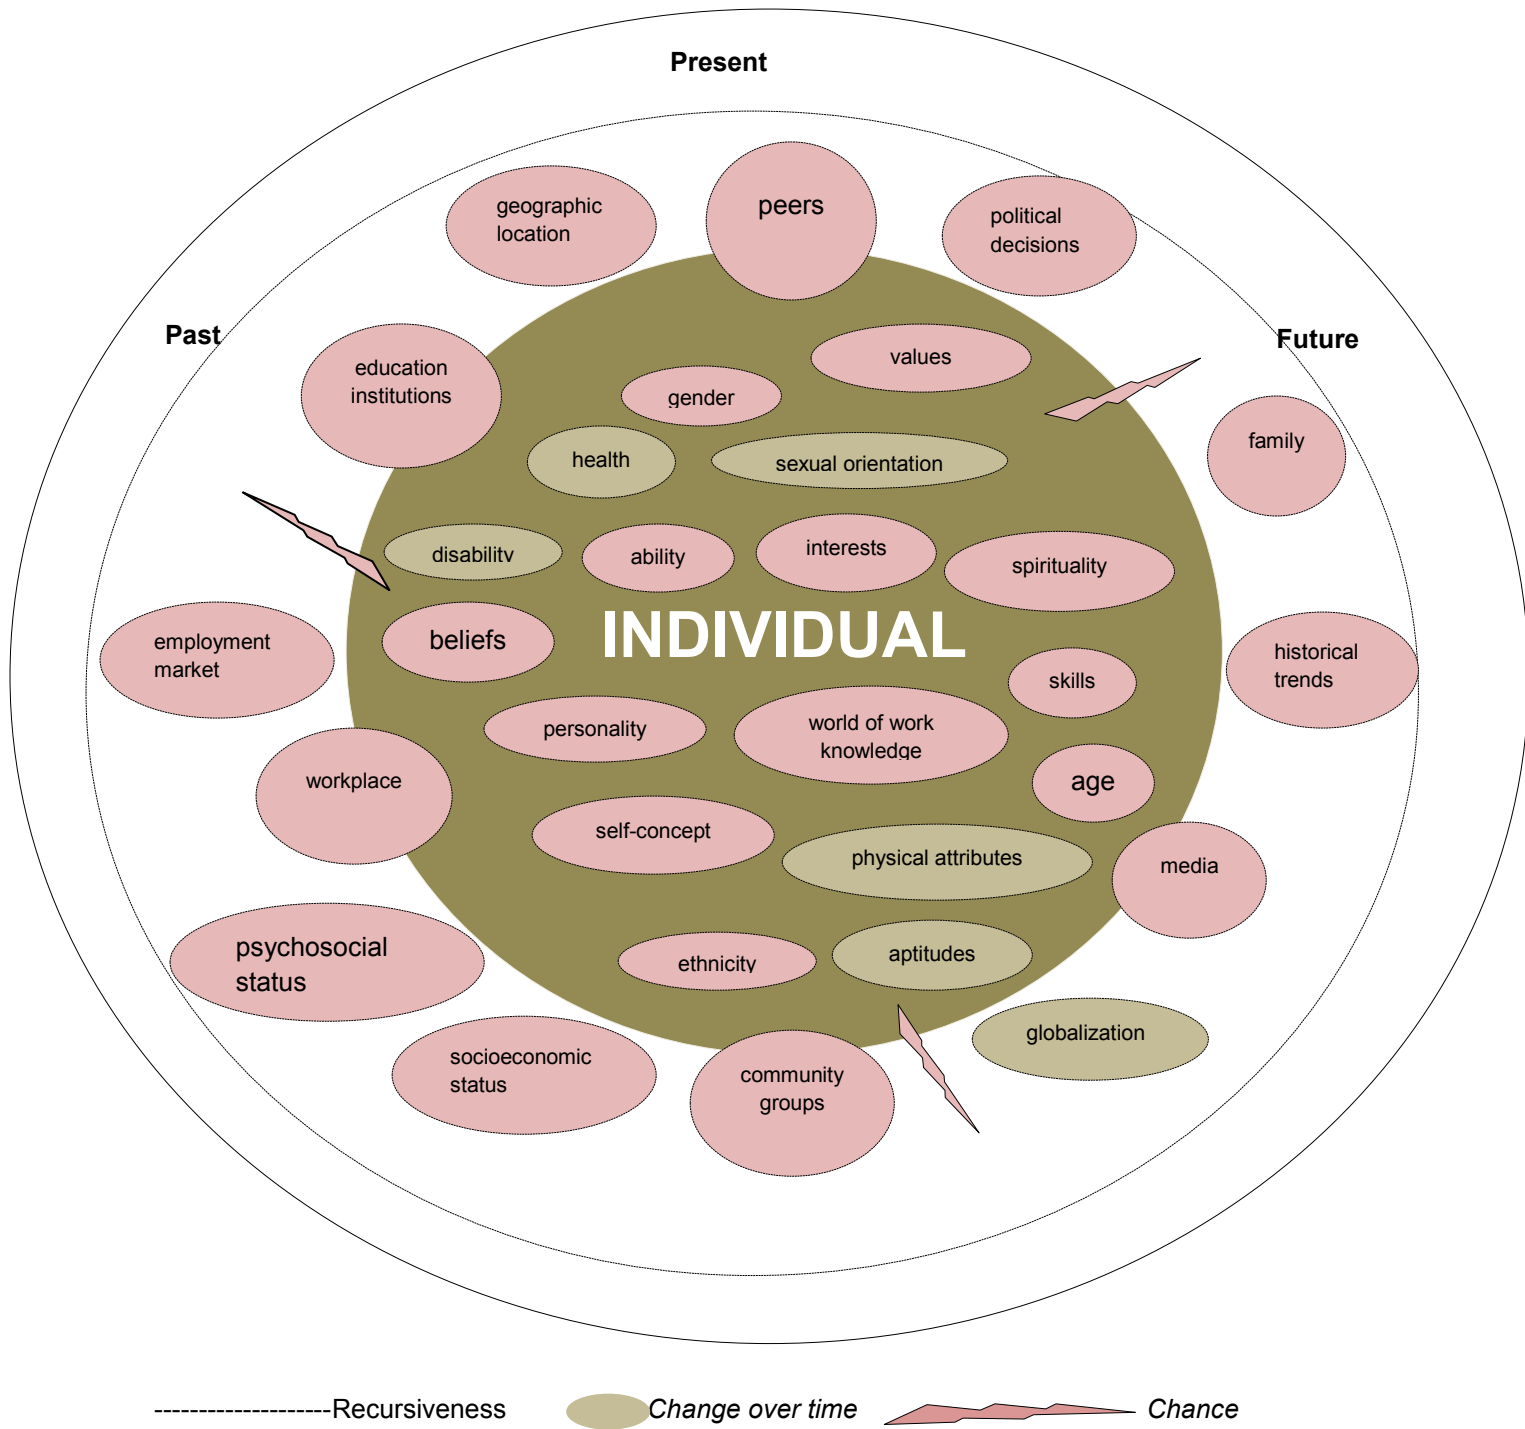 Present
geographic
location
peers
political
decisions
Past
Future
education
institutions
values
gender
family
health
sexual orientation
disability
ability
interests
spirituality
employment
market
beliefs
INDIVIDUAL
historical
trends
skills
personality
world of work
knowledge
workplace
age
self-concept
physical attributes
media
psychosocial
status
ethnicity
aptitudes
globalization
socioeconomic
status
community
groups
-------------------Recursiveness
Change over time
Chance